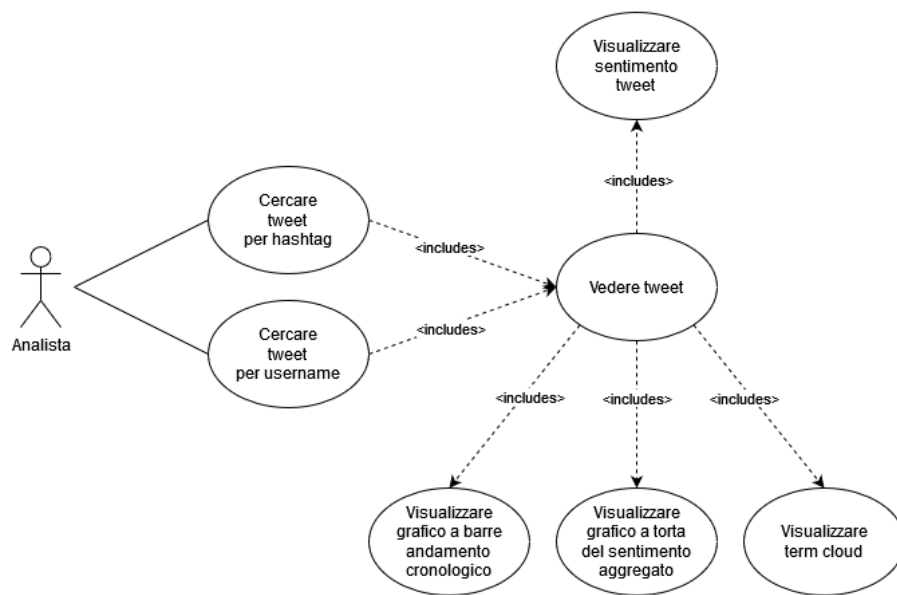 Visualizzare
sentimento
tweet
<includes>
Cercare
tweet
per hashtag
<includes>
Analista
Vedere tweet
Cercare
tweet
per username
<includes>
<includes>
<includes>
<includes>
Visualizzare
grafico a barre
andamento
cronologico
Visualizzare
grafico a torta
del sentimento
aggregato
Visualizzare
term cloud